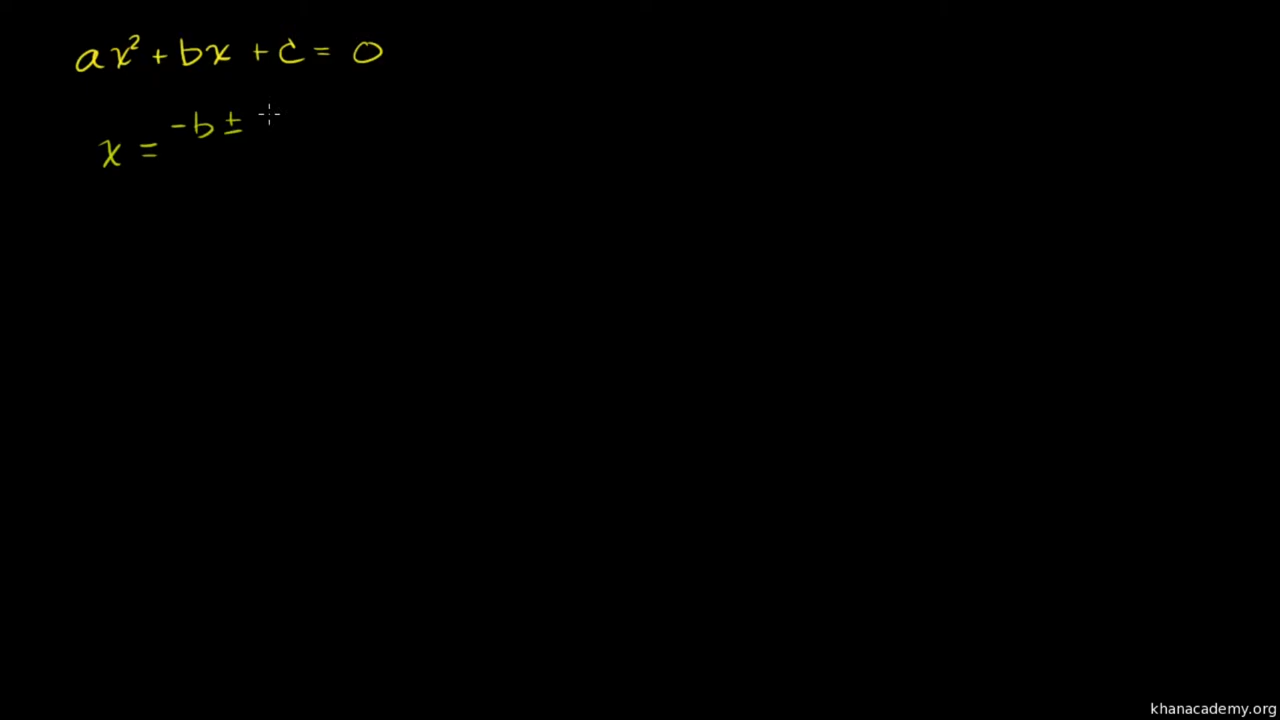 ax² + bx + c = 0
x = -b ±
khanacademy.org